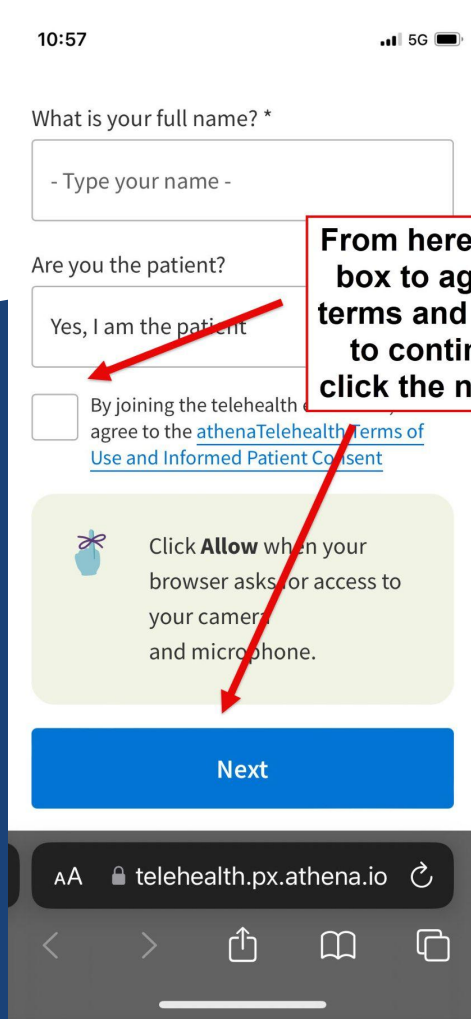 10:57
5G
What is your full name? *
- Type your name -
Are you the patient?
Yes, I am the patient
From here
box to
terms and
to
click the
By joining the telehealth
agree to the athenaTelehealth Terms of
Use and Informed Patient Consent
Click Allow when your
browser asks for access to
your camera
and microphone.
Next
AA telehealth.px.athena.io